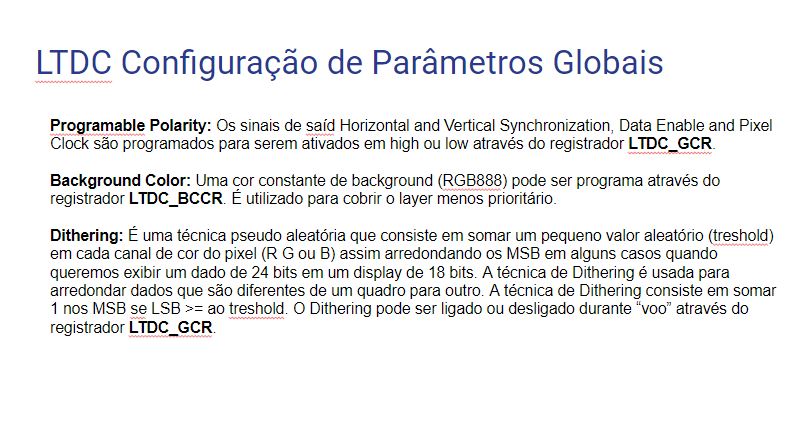 LTDC Configuração de Parâmetros Globais
Programable Polarity: Os sinais de saíd Horizontal and Vertical Synchronization, Data Enable and Pixel
Clock são programados para serem ativados em high ou low através do registrador LTDC_GCR.
Background Color: Uma cor constante de background (RGB888) pode ser programa através do
registrador LTDC_BCCR. É utilizado para cobrir o layer menos prioritário.
Dithering: É uma técnica pseudo aleatória que consiste em somar um pequeno valor aleatório (treshold)
em cada canal de cor do pixel (R G ou B) assim arredondando os MSB em alguns casos quando
queremos exibir um dado de 24 bits em um display de 18 bits. A técnica de Dithering é usada para
arredondar dados que são diferentes de um quadro para outro. A técnica de Dithering consiste em somar
1 nos MSB se LSB >= ao treshold. O Dithering pode ser ligado ou desligado durante “voo” através do
registrador LTDC_GCR.